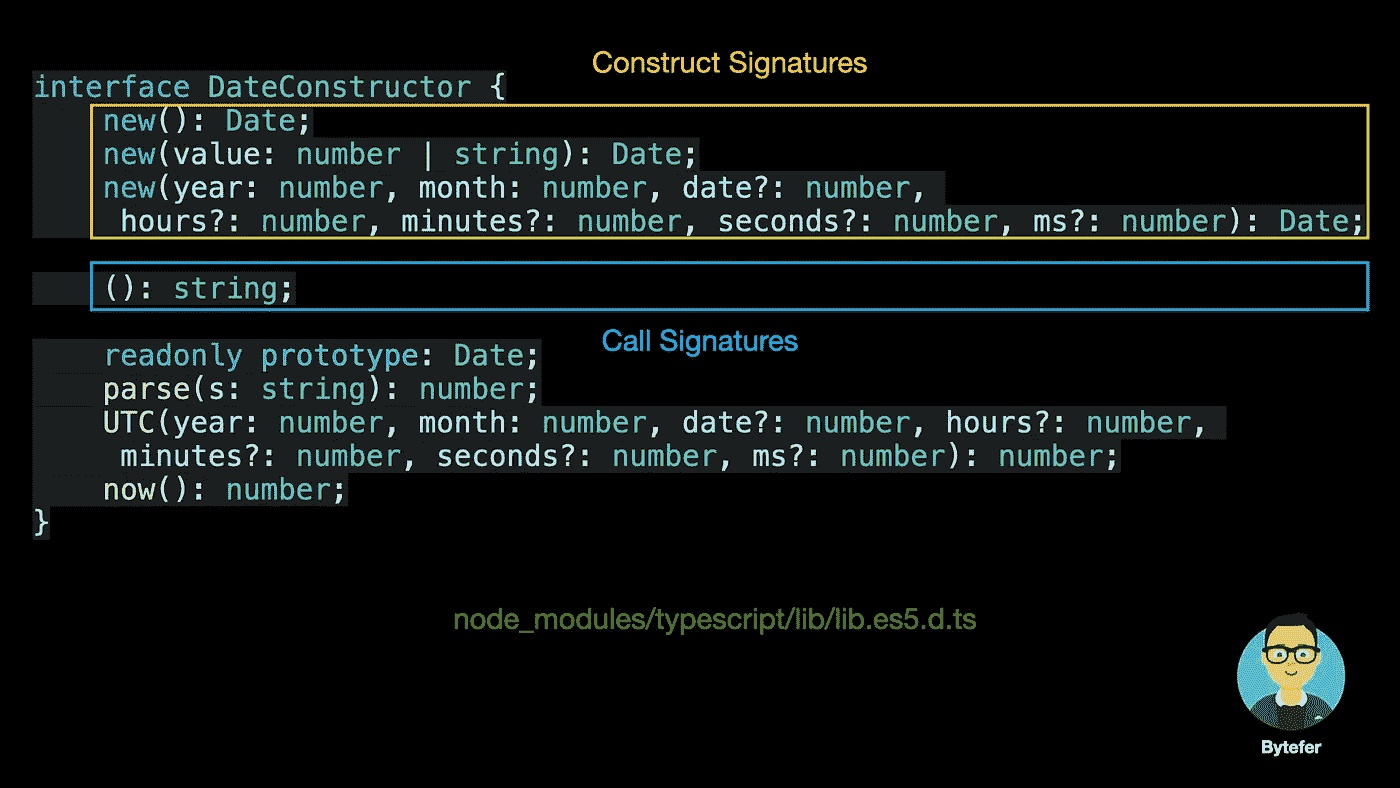 Construct Signatures
interface DateConstructor {
new(): Date;
new(value: number | string): Date;
new(year: number, month: number, date?: number,
hours?: number, minutes?: number, seconds?: number, ms?: number): Date;
(): string;
Call Signatures
readonly prototype: Date;
parse(s: string): number;
UTC(year: number, month: number, date?: number, hours?: number,
minutes?: number, seconds?: number, ms?: number): number;
now(): number;
}
node_modules/typescript/lib/lib.es5.d.ts
Bytefer